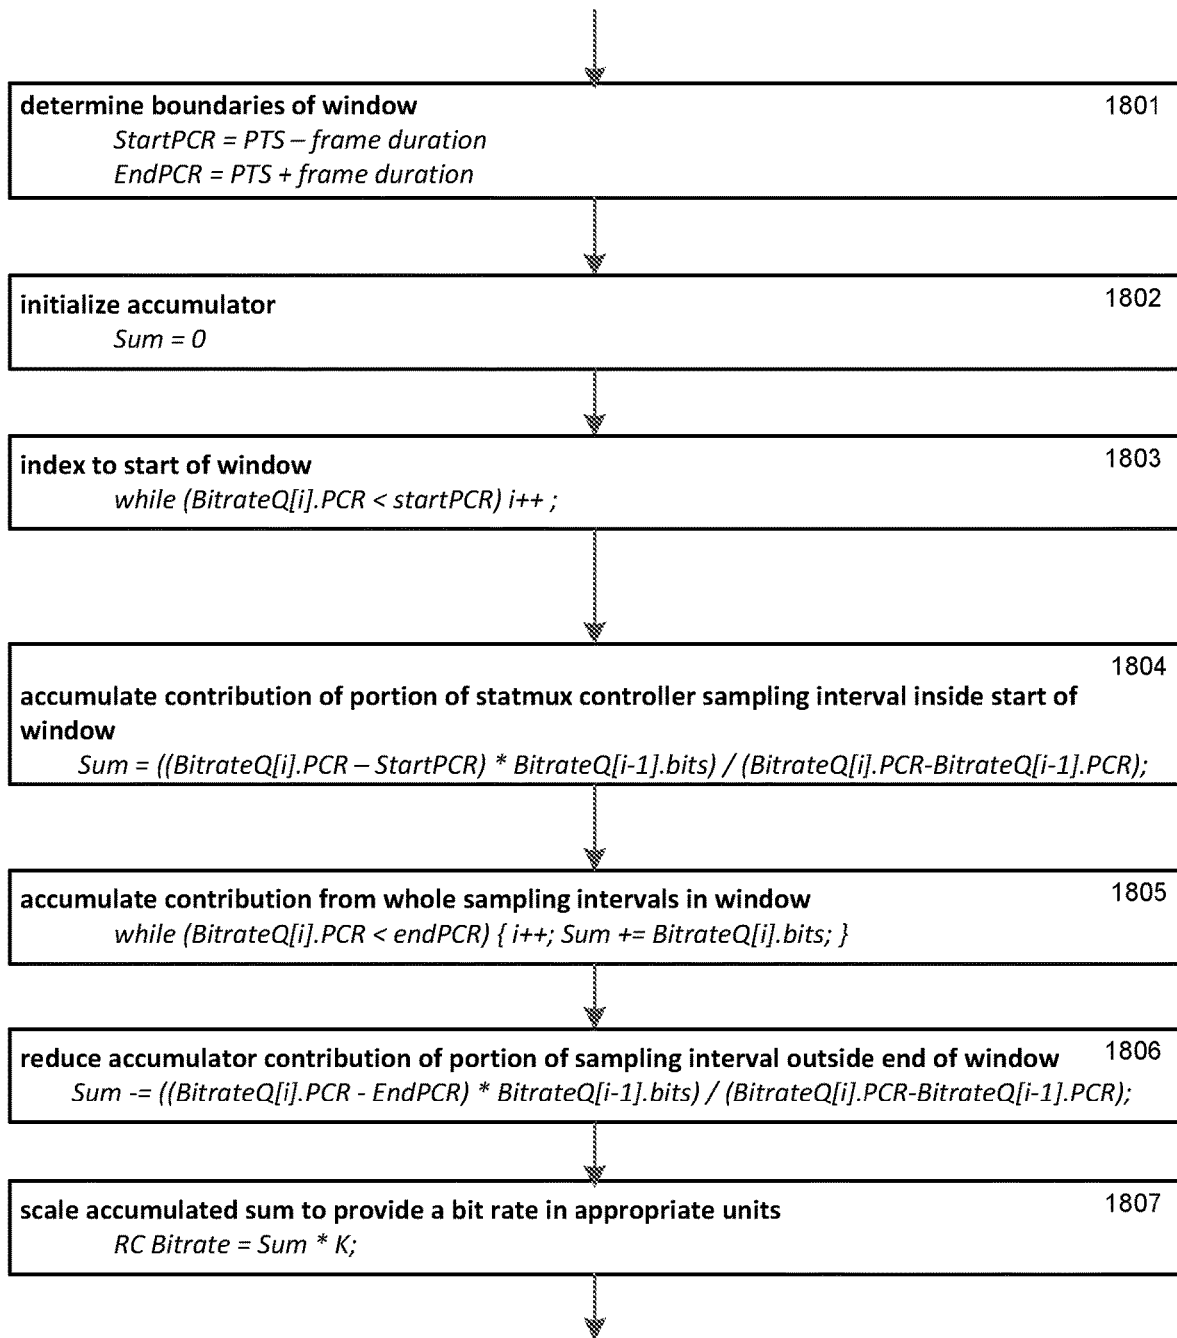 determine boundaries of window 1801
StartPCR = PTS – frame duration
EndPCR = PTS + frame duration
initialize accumulator 1802
Sum = 0
index to start of window 1803
while (BitrateQ[i].PCR < startPCR) i++ ;
1804
accumulate contribution of portion of statmux controller sampling interval inside start of
window
Sum = ((BitrateQ[i].PCR – StartPCR) * BitrateQ[i-1].bits) / (BitrateQ[i].PCR-BitrateQ[i-1].PCR);
accumulate contribution from whole sampling intervals in window 1805
while (BitrateQ[i].PCR < endPCR) { i++; Sum += BitrateQ[i].bits; }
reduce accumulator contribution of portion of sampling interval outside end of window 1806
Sum -= ((BitrateQ[i].PCR - EndPCR) * BitrateQ[i-1].bits) / (BitrateQ[i].PCR-BitrateQ[i-1].PCR);
scale accumulated sum to provide a bit rate in appropriate units 1807
RC Bitrate = Sum * K;